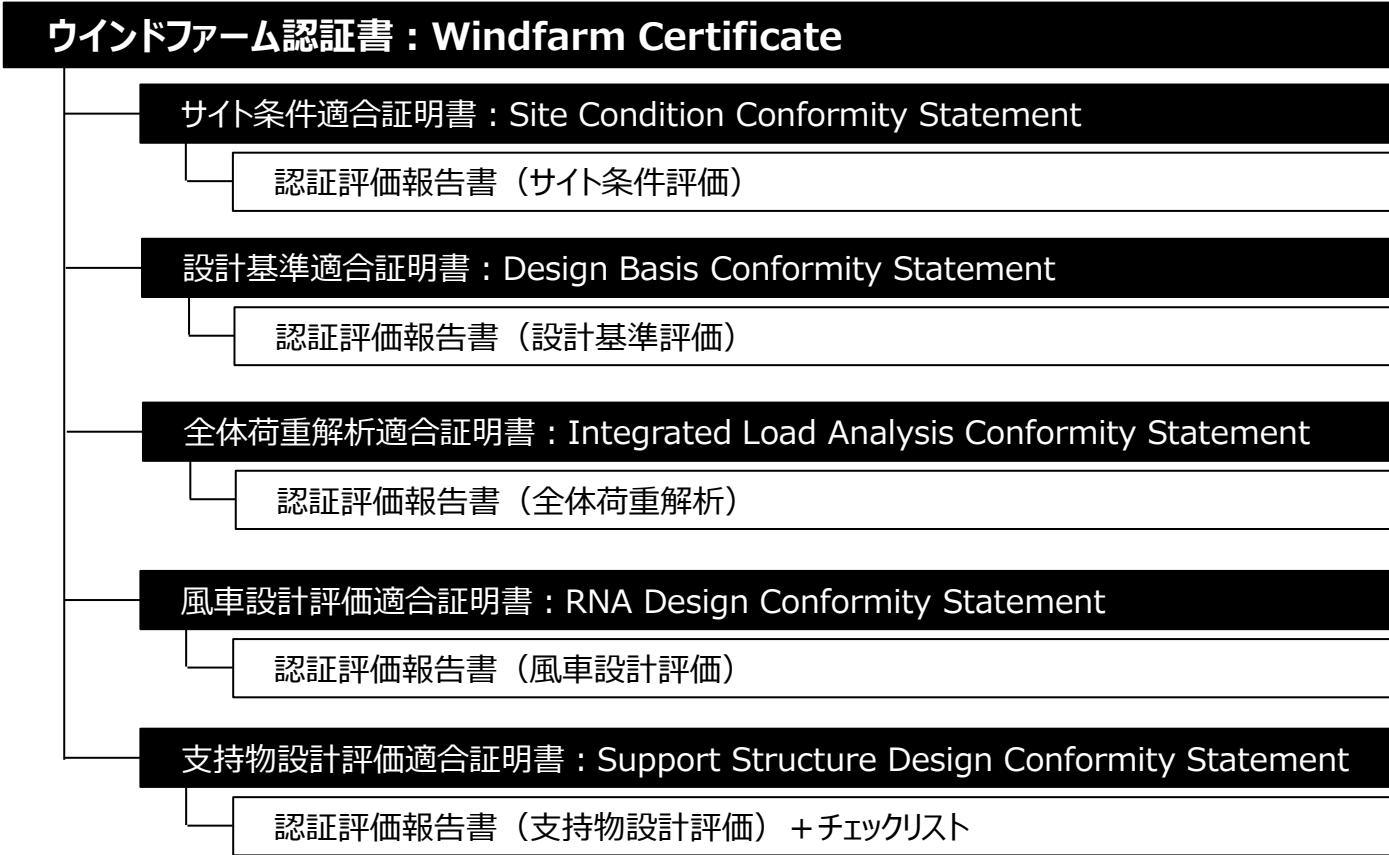 ウインドファーム認証書：Windfarm Certificate
サイト条件適合証明書：Site Condition Conformity Statement
認証評価報告書（サイト条件評価）
設計基準適合証明書：Design Basis Conformity Statement
認証評価報告書（設計基準評価）
全体荷重解析適合証明書：Integrated Load Analysis Conformity Statement
認証評価報告書（全体荷重解析）
風車設計評価適合証明書：RNA Design Conformity Statement
認証評価報告書（風車設計評価）
支持物設計評価適合証明書：Support Structure Design Conformity Statement
認証評価報告書（支持物設計評価）＋チェックリスト